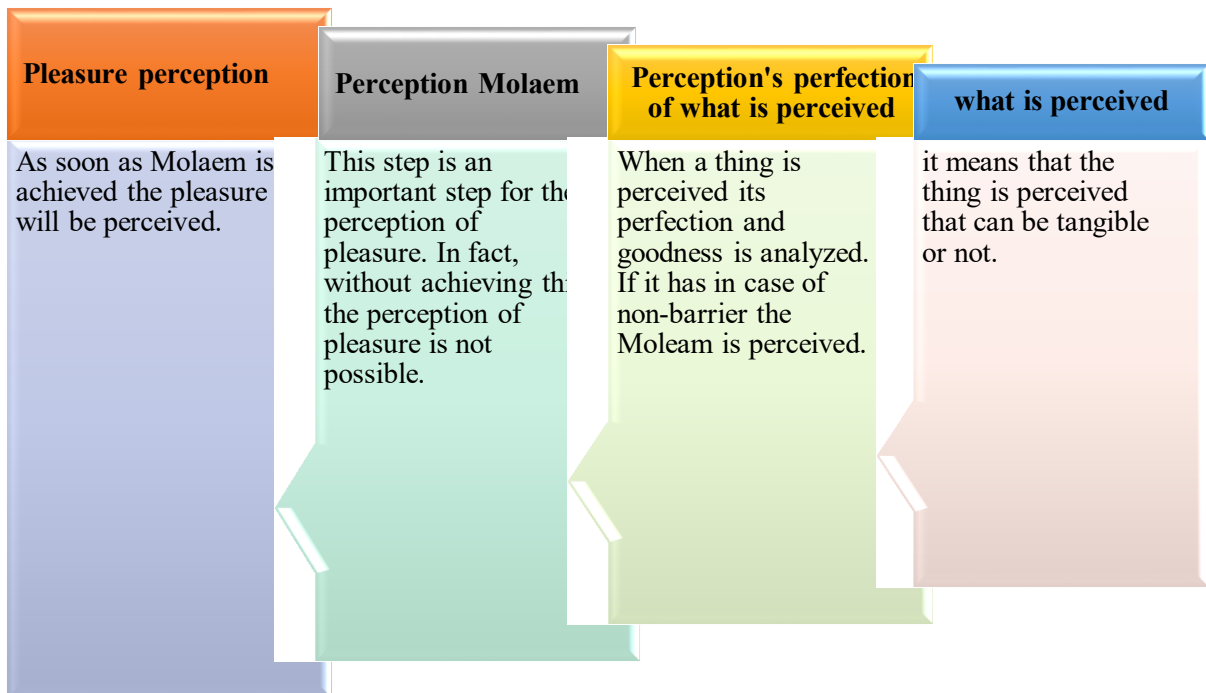 Pleasure perception
As soon as Molaem is
achieved the pleasure
will be perceived.
Perception Molaem
This step is an
important step for the
perception of
pleasure. In fact,
without achieving thi
the perception of
pleasure is not
possible.
Perception's perfection
of what is perceived
When a thing is
perceived its
perfection and
goodness is analyzed.
If it has in case of
non-barrier the
Moleam is perceived.
what is perceived
it means that the
thing is perceived
that can be tangible
or not.